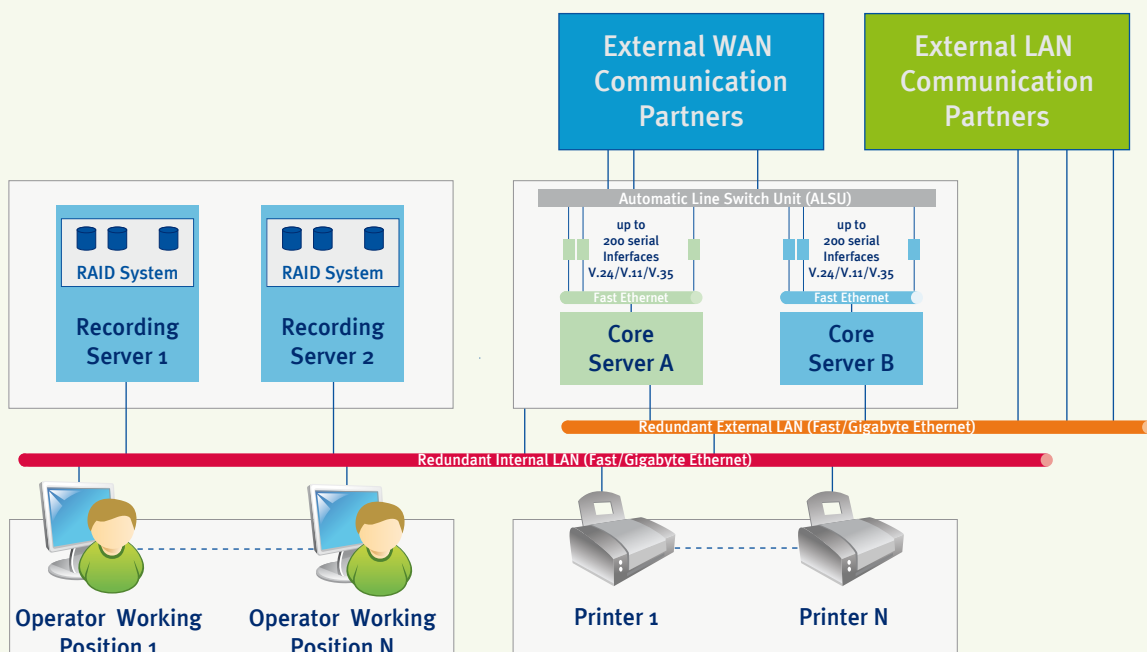 External WAN
Communication
Partners
External LAN
Communication
Partners
Automatic Line Switch Unit (ALSU)
RAID System
Recording
Server 1
RAID System
Recording
Server 2
up to
200 serial
Inferfaces
V.24/V.11/V.35
Fast Ethernet
Core
Server A
up to
200 serial
Inferfaces
V.24/V.11/V.35
Fast Ethernet
Core
Server B
Redundant External LAN (Fast/Gigabyte Ethernet)
Redundant Internal LAN (Fast/Gigabyte Ethernet)
Operator Working
Position 1
Operator Working
Position N
Printer 1
Printer N